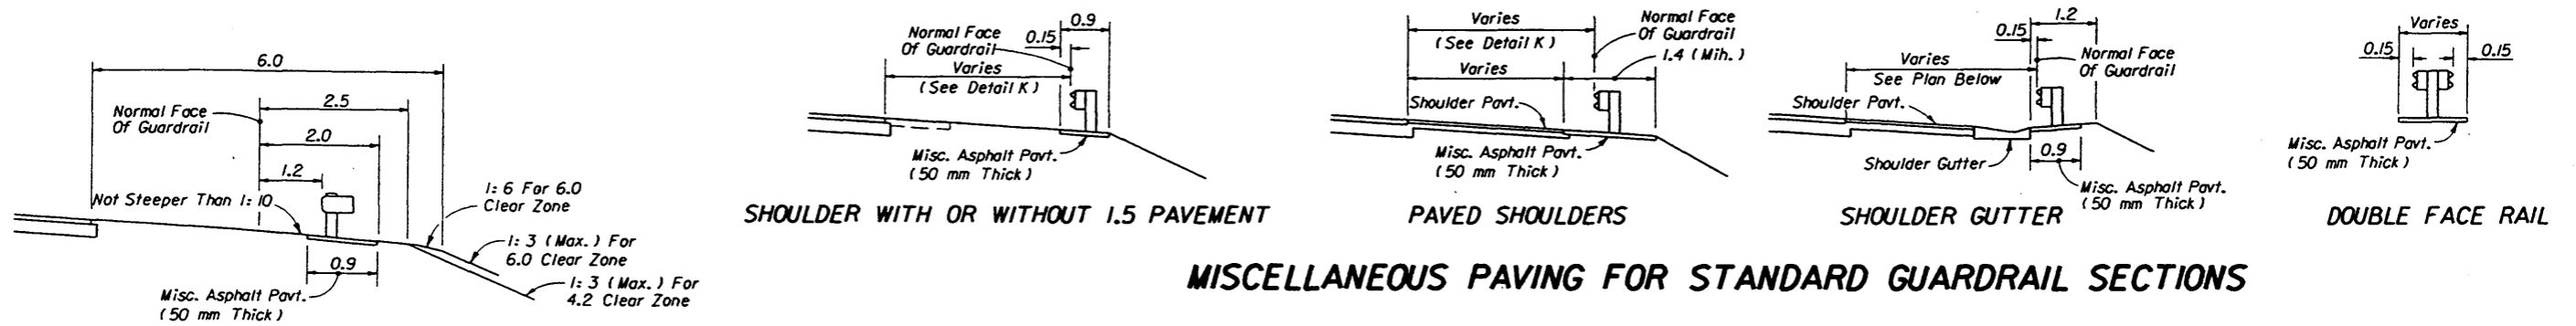 6.0
2.5
Normal Face
Of Guardrail
2.0
1.2
Not Steeper Than 1: 10
1: 6 For 6.0
Clear Zone
1: 3 (Max.) For
6.0 Clear Zone
0.9
1: 3 (Max.) For
4.2 Clear Zone
Misc. Asphalt Pavt.
(50 mm Thick)
0.9
Normal Face
Of Guardrail
0.15
Varies
(See Detail K)
Misc. Asphalt Pavt.
(50 mm Thick)
SHOULDER WITH OR WITHOUT 1.5 PAVEMENT
Varies
(See Detail K)
Normal Face
Of Guardrail
Varies
1.4 (Mih.)
Shoulder Pavt.
Misc. Asphalt Pavt.
(50 mm Thick)
PAVED SHOULDERS
1.2
0.15
Varies
See Plan Below
Normal Face
Of Guardrail
Shoulder Pavt.
Shoulder Gutter
0.9
Misc. Asphalt Pavt.
(50 mm Thick)
SHOULDER GUTTER
Varies
0.15
0.15
Misc. Asphalt Pavt.
(50 mm Thick)
DOUBLE FACE RAIL
MISCELLANEOUS PAVING FOR STANDARD GUARDRAIL SECTIONS